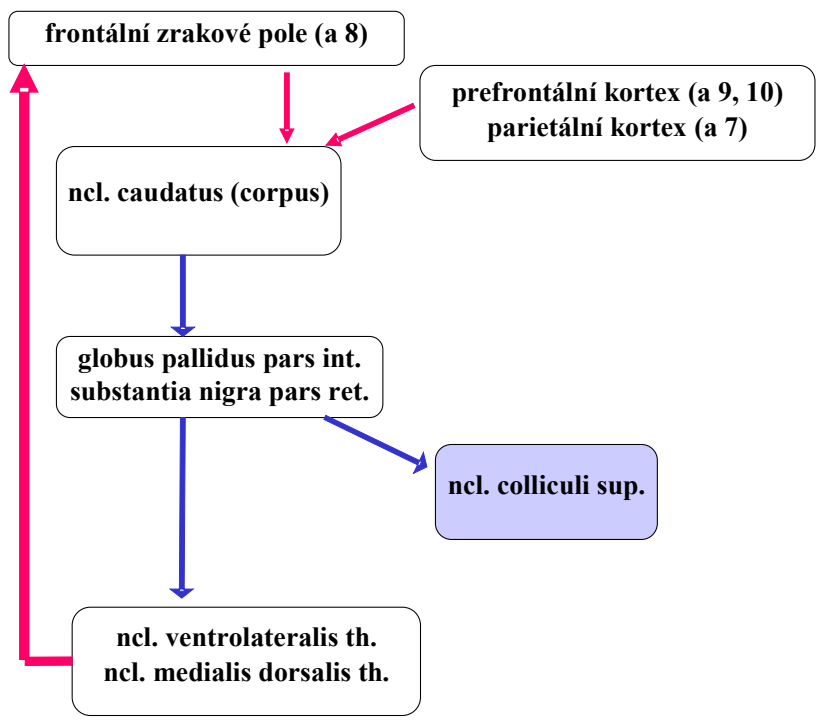 frontální zrakové pole (a 8)
prefrontální kortex (a 9, 10)
parietální kortex (a 7)
ncl. caudatus (corpus)
globus pallidus pars int.
substantia nigra pars ret.
ncl. colliculi sup.
ncl. ventrolateralis th.
ncl. medialis dorsalis th.